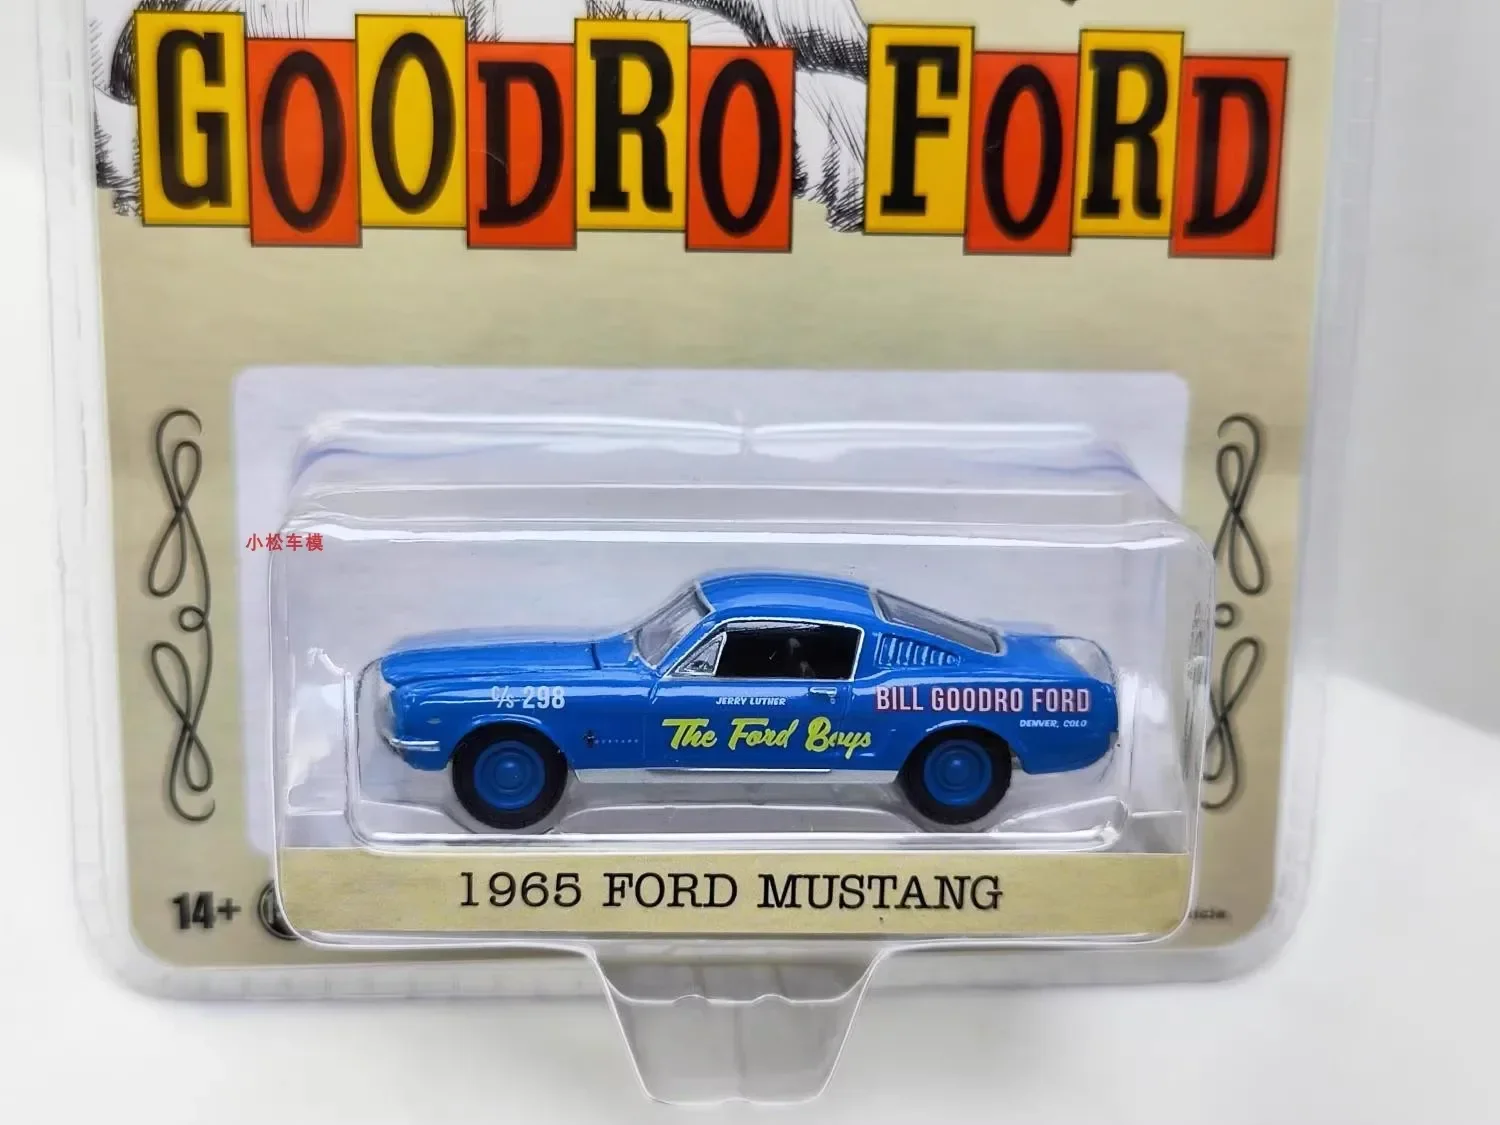 GOODRO FORD
小松车模
C/S 298
JERRY LUTHER
BILL GOODRO FORD
DENVER, COLO
The Ford Boys
MUSTANG
1965 FORD MUSTANG
14+